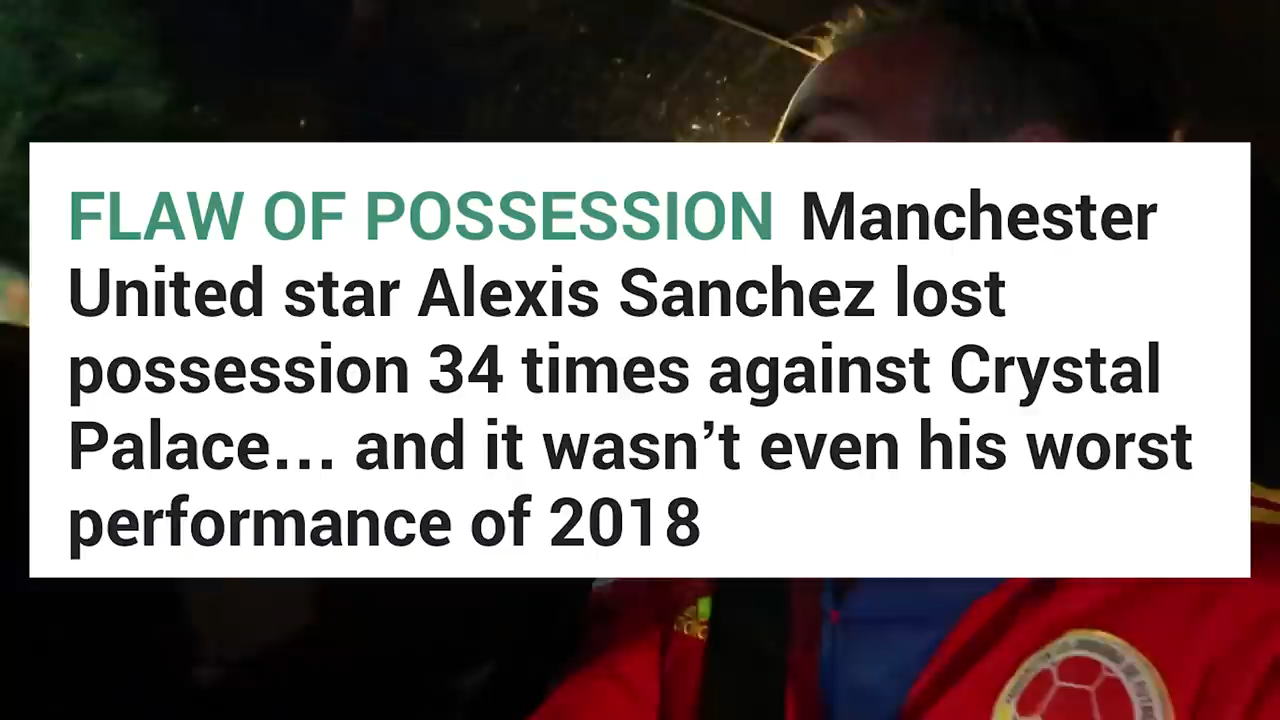 FLAW OF POSSESSION Manchester
United star Alexis Sanchez lost
possession 34 times against Crystal
Palace... and it wasn’t even his worst
performance of 2018